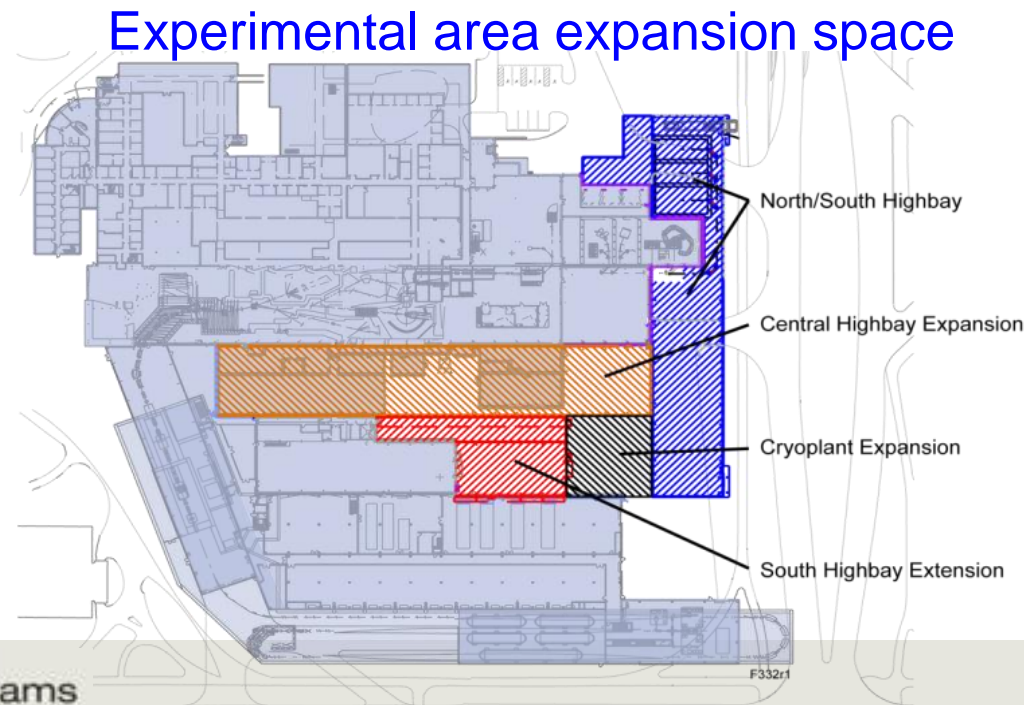 Experimental area expansion space
North/South Highbay
Central Highbay Expansion
Cryoplant Expansion
South Highbay Extension
F332r1
ams